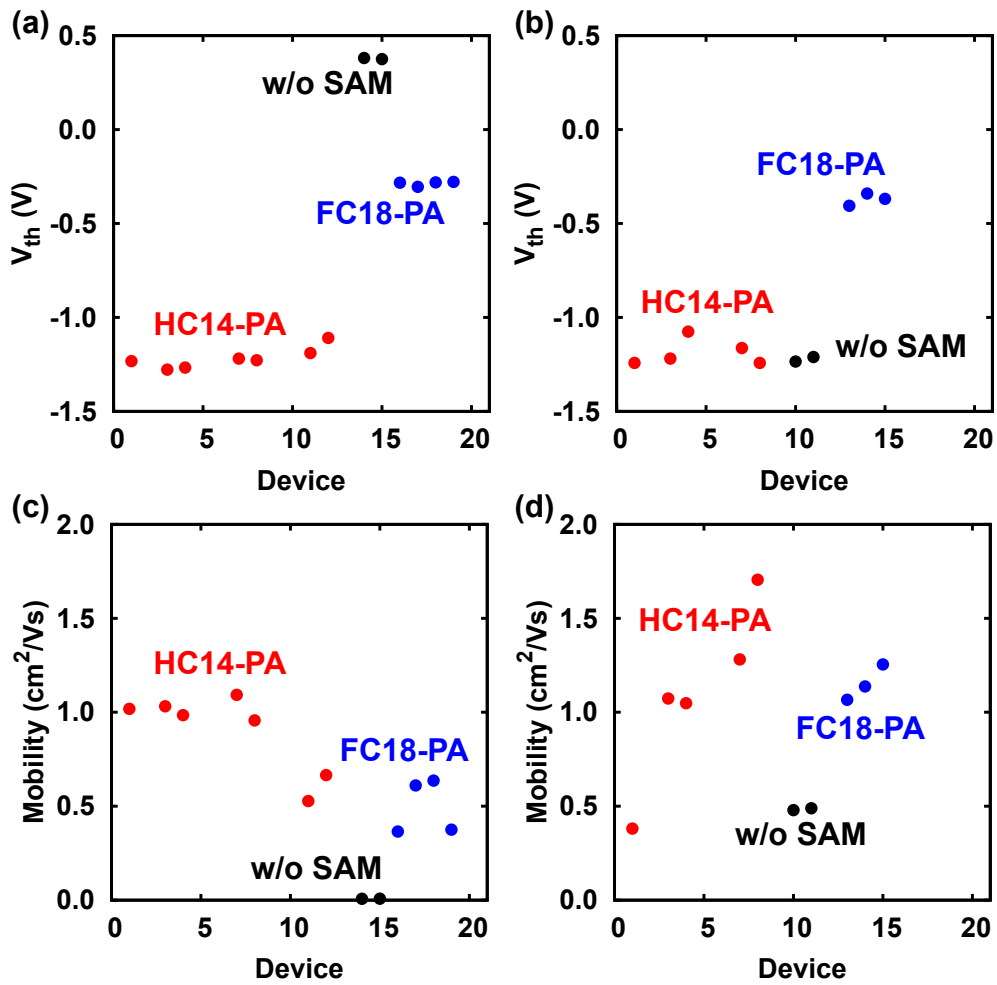 (a)
0.5
0.0
-0.5
-1.0
-1.5
V_th (V)
w/o SAM
FC18-PA
HC14-PA
0 5 10 15 20
Device
(b)
0.5
0.0
-0.5
-1.0
-1.5
V_th (V)
FC18-PA
HC14-PA
w/o SAM
0 5 10 15 20
Device
(c)
2.0
1.5
1.0
0.5
0.0
Mobility (cm²/Vs)
HC14-PA
FC18-PA
w/o SAM
0 5 10 15 20
Device
(d)
2.0
1.5
1.0
0.5
0.0
Mobility (cm²/Vs)
HC14-PA
FC18-PA
w/o SAM
0 5 10 15 20
Device